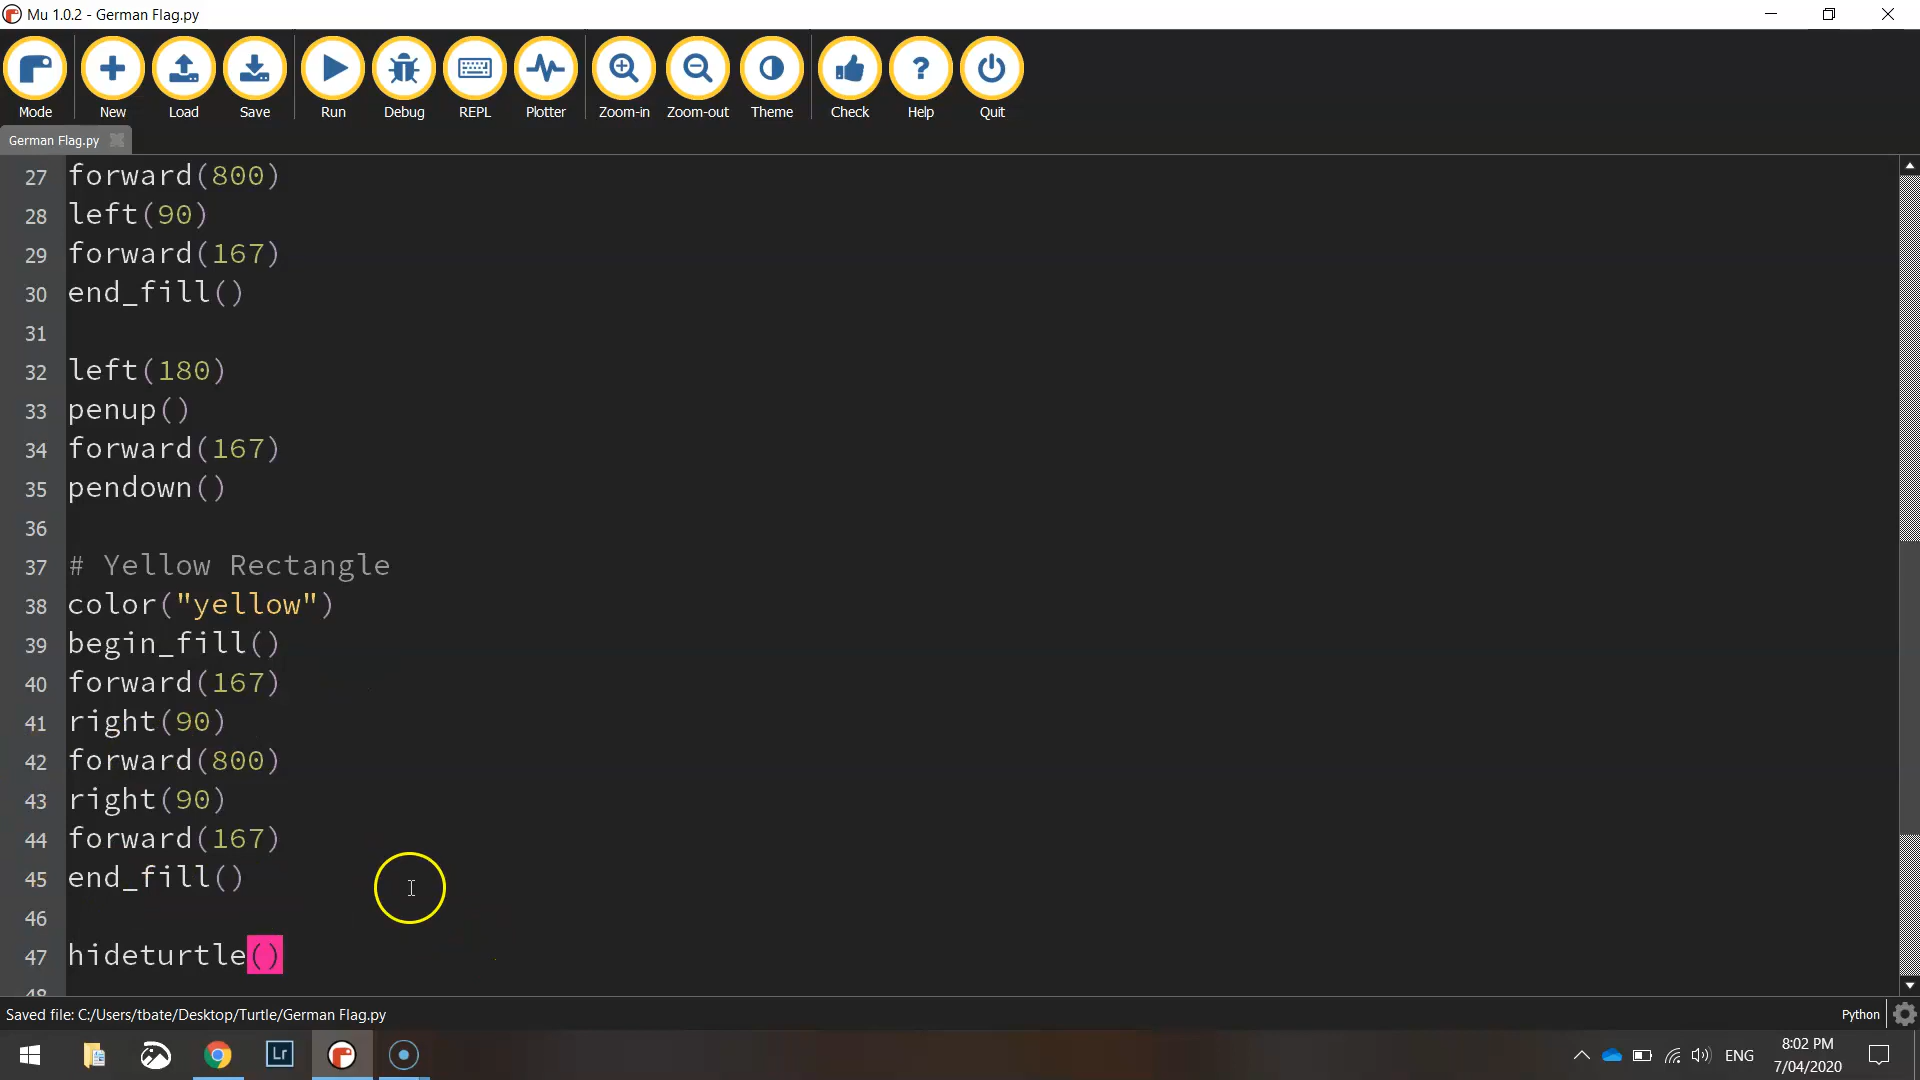 Mu 1.0.2 - German Flag.py
Mode New Load Save Run Debug REPL Plotter Zoom-in Zoom-out Theme Check Help Quit
German Flag.py
27 forward(800)
28 left(90)
29 forward(167)
30 end_fill()
31
32 left(180)
33 penup()
34 forward(167)
35 pendown()
36
37 # Yellow Rectangle
38 color("yellow")
39 begin_fill()
40 forward(167)
41 right(90)
42 forward(800)
43 right(90)
44 forward(167)
45 end_fill()
46
47 hideturtle()
48
Saved file: C:/Users/tbate/Desktop/Turtle/German Flag.py Python
Lr ENG 8:02 PM
7/04/2020